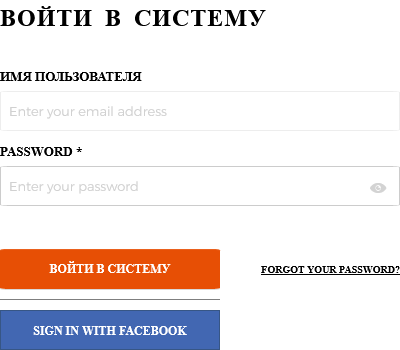 ВОЙТИ В СИСТЕМУ
ИМЯ ПОЛЬЗОВАТЕЛЯ
Enter your email address
PASSWORD *
Enter your password
ВОЙТИ В СИСТЕМУ
FORGOT YOUR PASSWORD?
SIGN IN WITH FACEBOOK